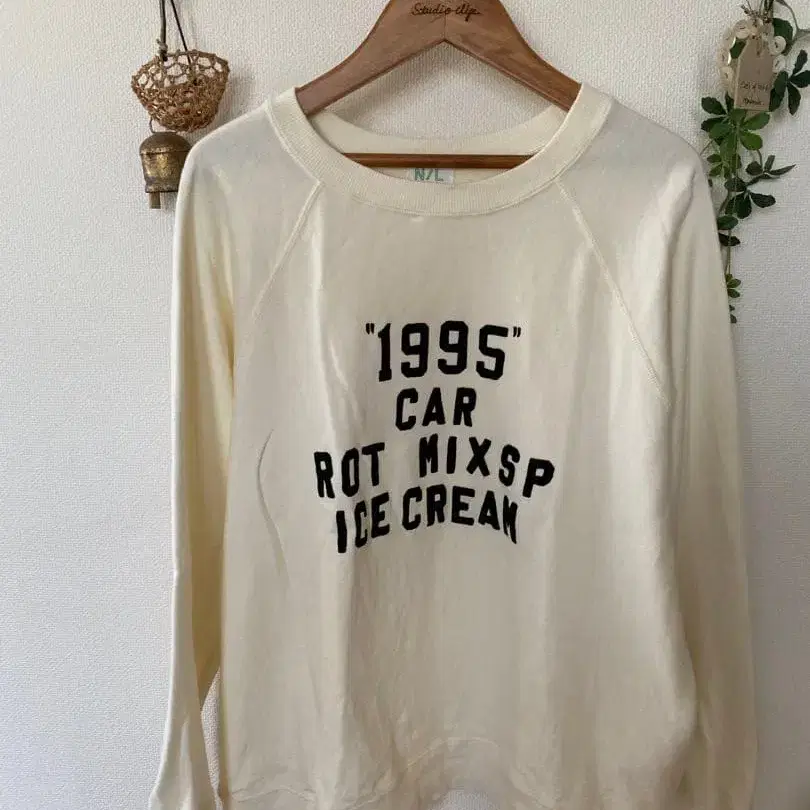 N/L
"1995"
CAR
ROT MIXSP
ICE CREAM